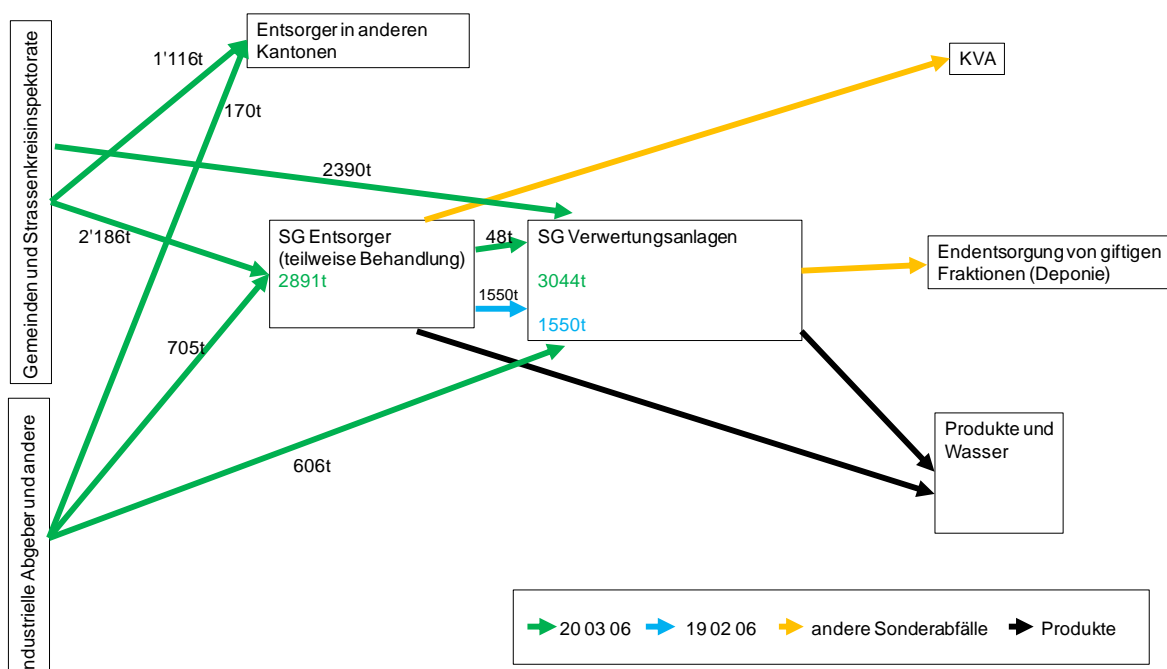 Gemeinden und Strassenkreisinspektorate
Industrielle Abgeber und andere
Entsorger in anderen
Kantonen
1'116t
170t
KVA
2390t
2'186t
SG Entsorger
(teilweise Behandlung)
2891t
48t
1550t
SG Verwertungsanlagen
3044t
1550t
Endentsorgung von giftigen
Fraktionen (Deponie)
705t
606t
Produkte und
Wasser
20 03 06
19 02 06
andere Sonderabfälle
Produkte